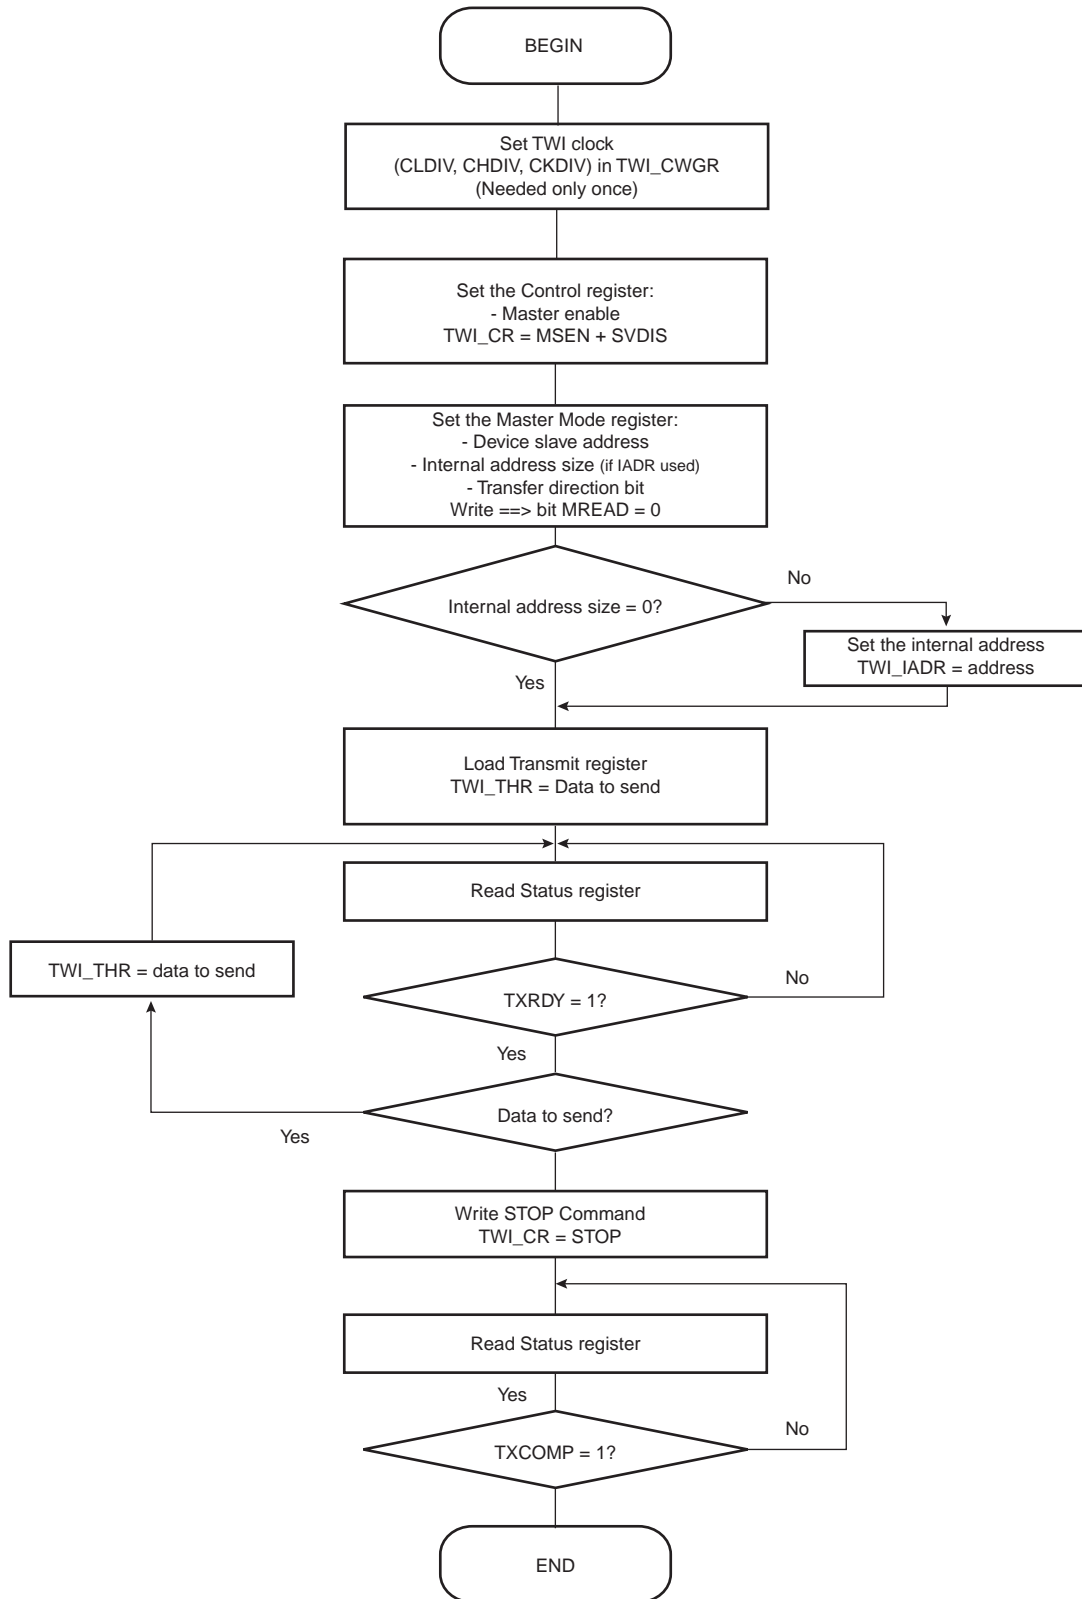 BEGIN
Set TWI clock
(CLDIV, CHDIV, CKDIV) in TWI_CWGR
(Needed only once)
Set the Control register:
- Master enable
TWI_CR = MSEN + SVDIS
Set the Master Mode register:
- Device slave address
- Internal address size (if IADR used)
- Transfer direction bit
Write ==> bit MREAD = 0
No
Internal address size = 0?
Set the internal address
TWI_IADR = address
Yes
Load Transmit register
TWI_THR = Data to send
Read Status register
TWI_THR = data to send
No
TXRDY = 1?
Yes
Data to send?
Yes
Write STOP Command
TWI_CR = STOP
Read Status register
Yes
No
TXCOMP = 1?
END